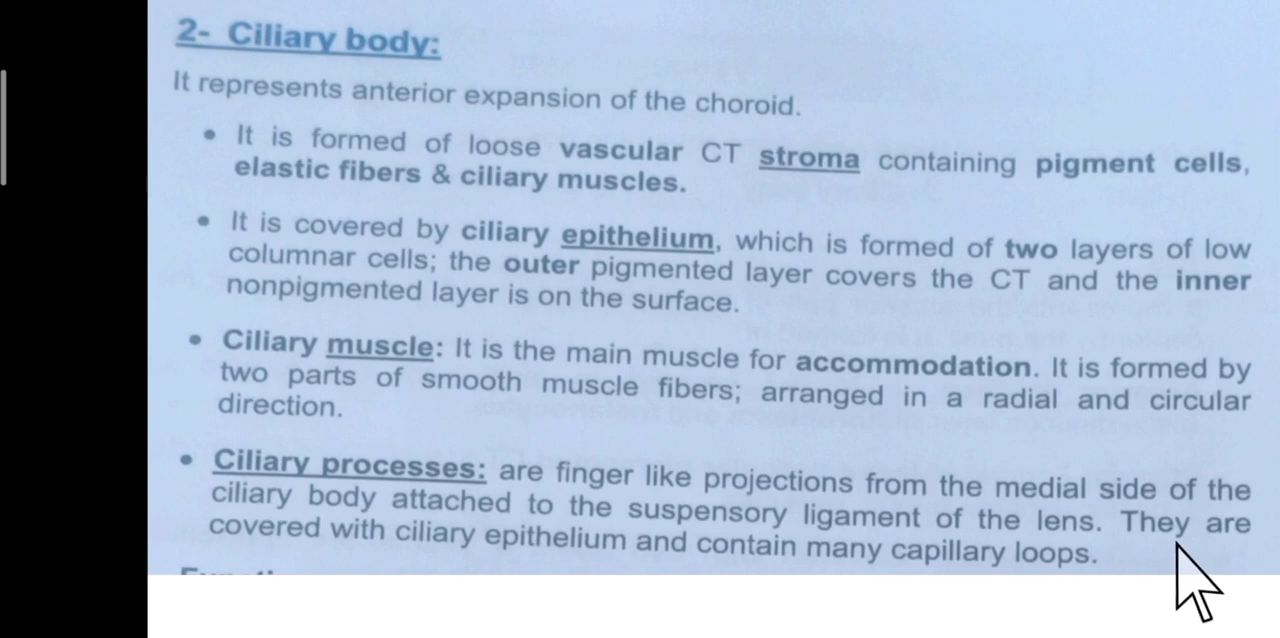 2- Ciliary body:
It represents anterior expansion of the choroid.
• It is formed of loose vascular CT stroma containing pigment cells,
elastic fibers & ciliary muscles.
• It is covered by ciliary epithelium, which is formed of two layers of low
columnar cells; the outer pigmented layer covers the CT and the inner
nonpigmented layer is on the surface.
• Ciliary muscle: It is the main muscle for accommodation. It is formed by
two parts of smooth muscle fibers; arranged in a radial and circular
direction.
• Ciliary processes: are finger like projections from the medial side of the
ciliary body attached to the suspensory ligament of the lens. They are
covered with ciliary epithelium and contain many capillary loops.